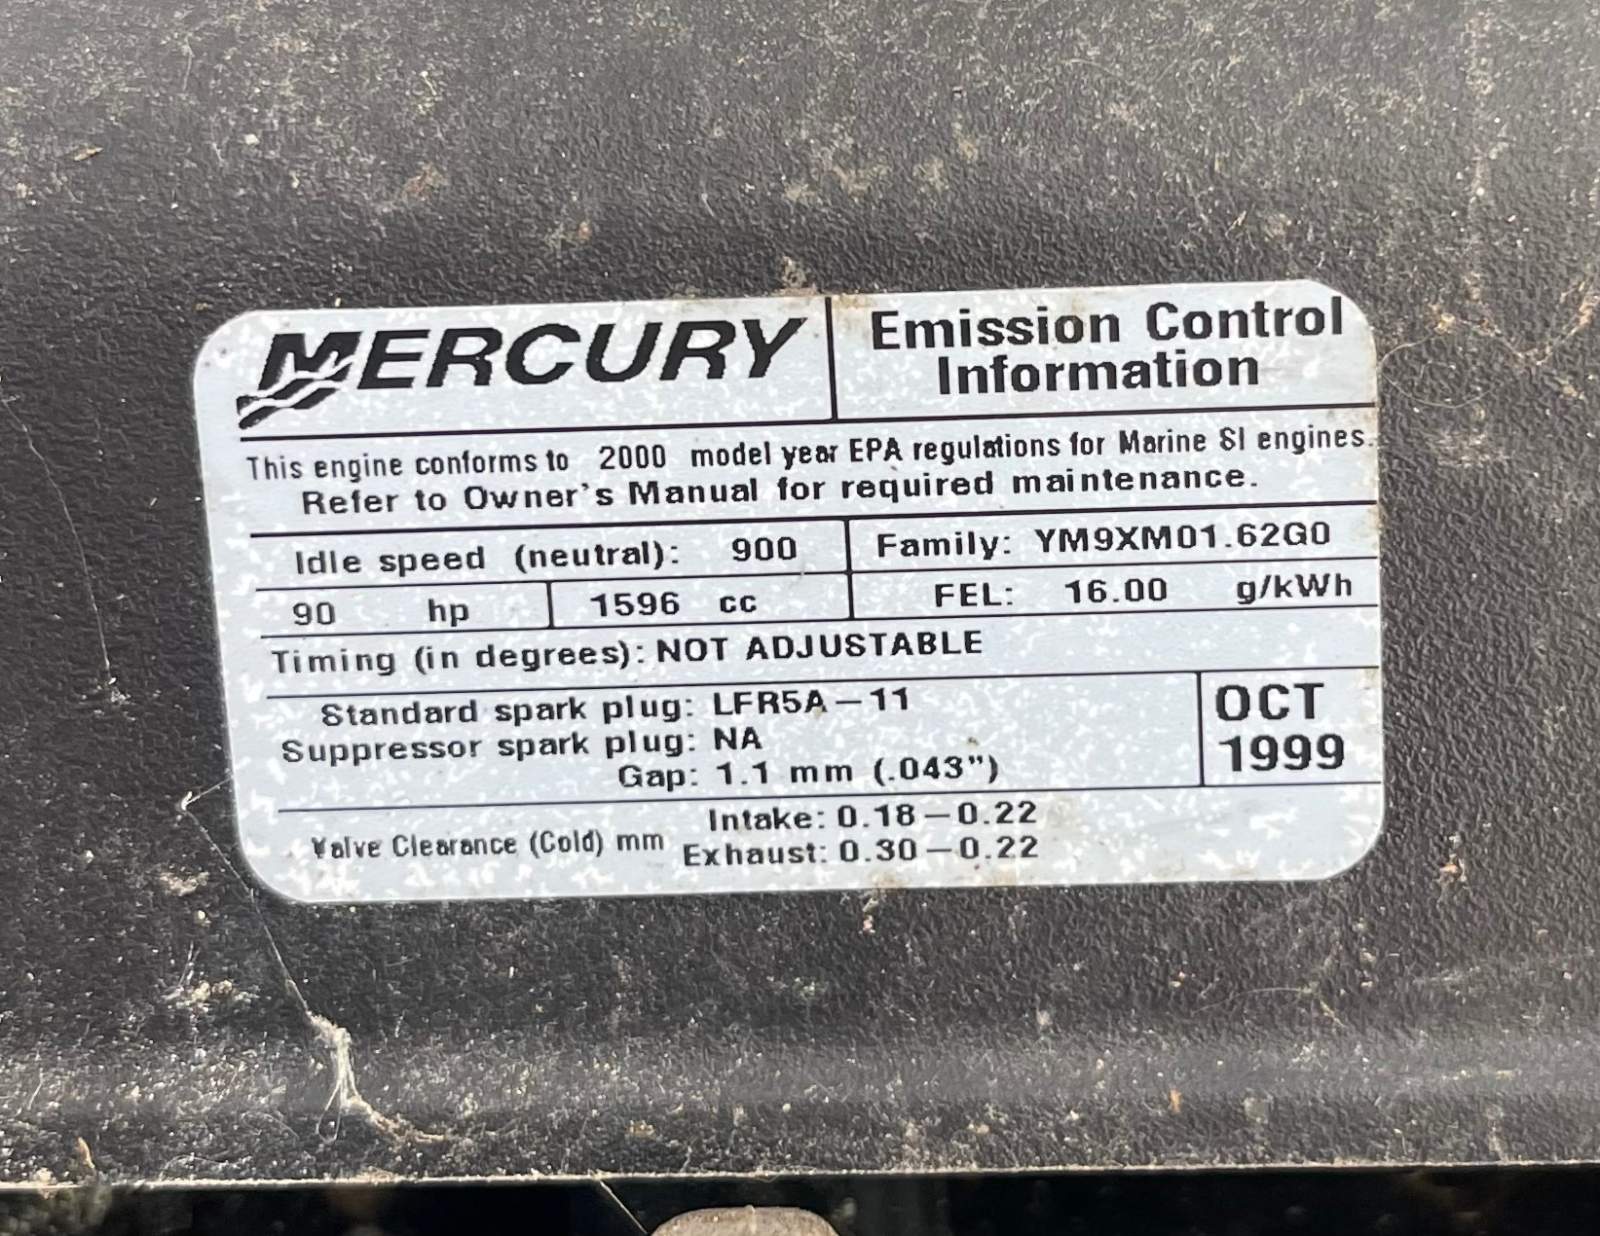 MERCURY
Emission Control
Information
This engine conforms to 2000 model year EPA regulations for Marine SI engines.
Refer to Owner's Manual for required maintenance.
Idle speed (neutral): 900
Family: YM9XM01.62G0
90 hp
1596 cc
FEL: 16.00 g/kWh
Timing (in degrees): NOT ADJUSTABLE
Standard spark plug: LFR5A-11
Suppressor spark plug: NA
Gap: 1.1 mm (.043")
OCT
1999
Valve Clearance (Cold) mm
Intake: 0.18-0.22
Exhaust: 0.30-0.22